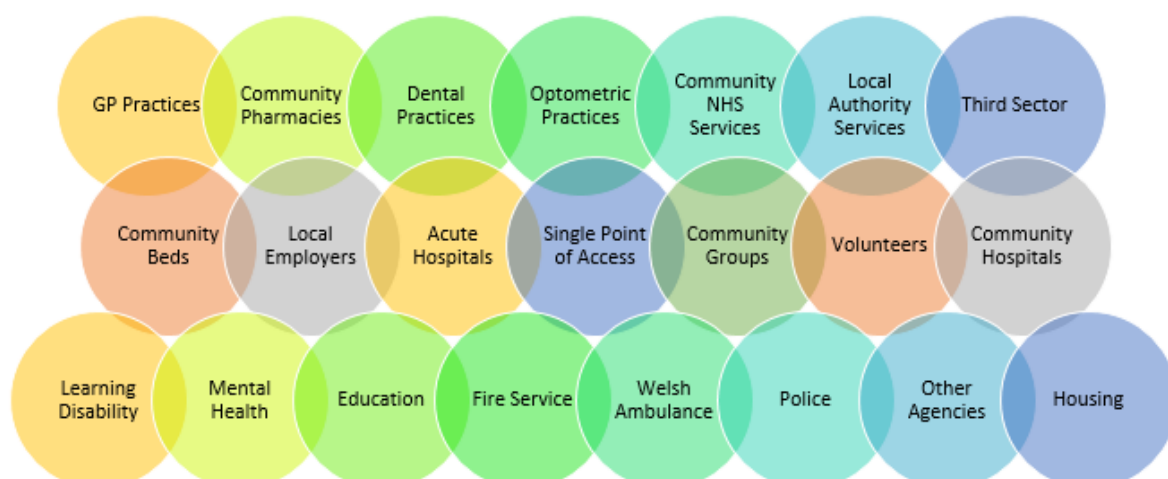 GP Practices
Community
Pharmacies
Dental
Practices
Optometric
Practices
Community
NHS
Services
Local
Authority
Services
Third Sector
Community
Beds
Local
Employers
Acute
Hospitals
Single Point
of Access
Community
Groups
Volunteers
Community
Hospitals
Learning
Disability
Mental
Health
Education
Fire Service
Welsh
Ambulance
Police
Other
Agencies
Housing